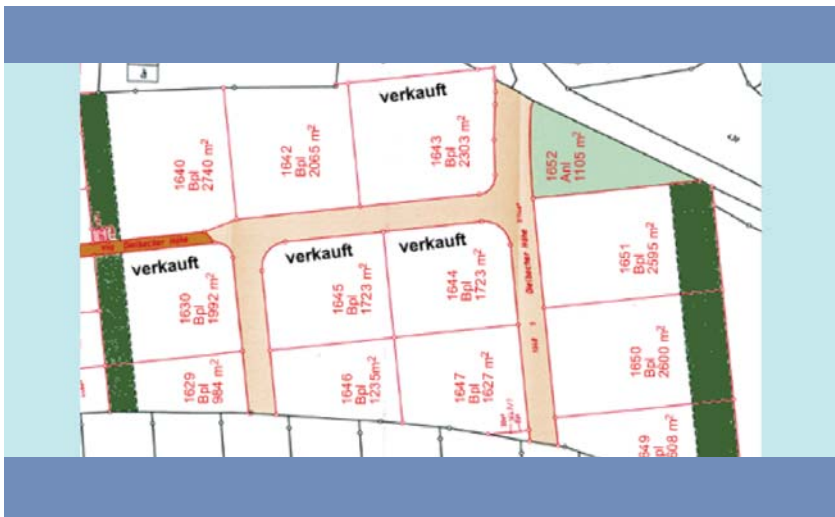 verkauft
1640
Bpl
2740 m²
1642
Bpl
2065 m²
1643
Bpl
2303 m²
1652
Anl
1105 m²
verkauft
verkauft
verkauft
1630
Bpl
1992 m²
1645
Bpl
1723 m²
1644
Bpl
1723 m²
1651
Bpl
2595 m²
1629
Bpl
984 m²
1646
Bpl
1235m²
1647
Bpl
1627 m²
1650
Bpl
2600 m²